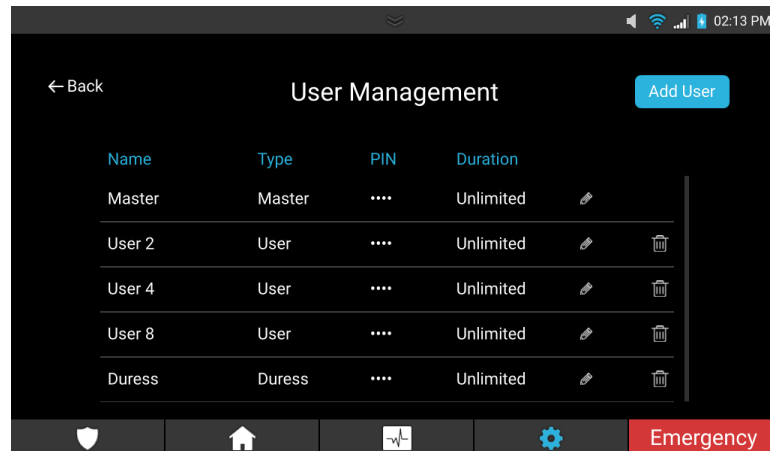 02:13 PM
← Back
User Management
Add User
Name Type PIN Duration
Master Master •••• Unlimited
User 2 User •••• Unlimited
User 4 User •••• Unlimited
User 8 User •••• Unlimited
Duress Duress •••• Unlimited
Emergency